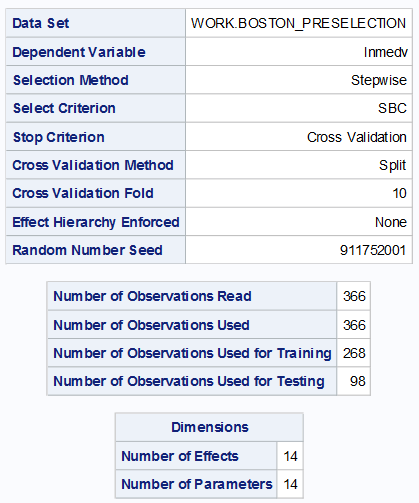 Data Set WORK.BOSTON_PRESELECTION
Dependent Variable lnmedv
Selection Method Stepwise
Select Criterion SBC
Stop Criterion Cross Validation
Cross Validation Method Split
Cross Validation Fold 10
Effect Hierarchy Enforced None
Random Number Seed 911752001
Number of Observations Read 366
Number of Observations Used 366
Number of Observations Used for Training 268
Number of Observations Used for Testing 98
Dimensions
Number of Effects 14
Number of Parameters 14